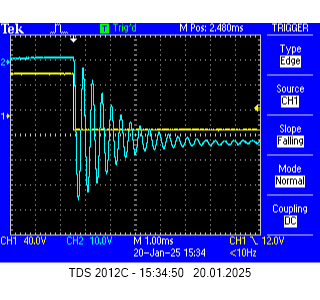 Tek Trig'd M Pos: 2.480ms TRIGGER
Type
Edge
Source
CH1
Slope
Falling
Mode
Normal
Coupling
DC
2
1
CH1 40.0V CH2 10.0V M 1.00ms CH1 \ 12.0V
20-Jan-25 15:34 <10Hz
TDS 2012C - 15:34:50 20.01.2025